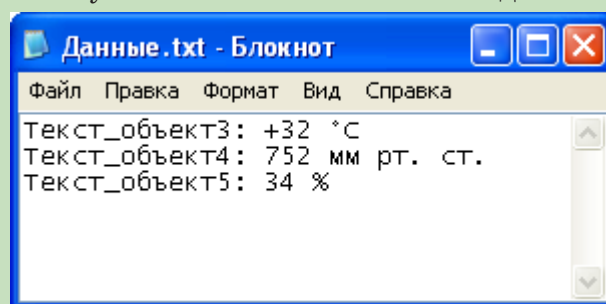 Данные.txt - Блокнот
Файл Правка Формат Вид Справка
Текст_объект3: +32 °C
Текст_объект4: 752 мм рт. ст.
Текст_объект5: 34 %